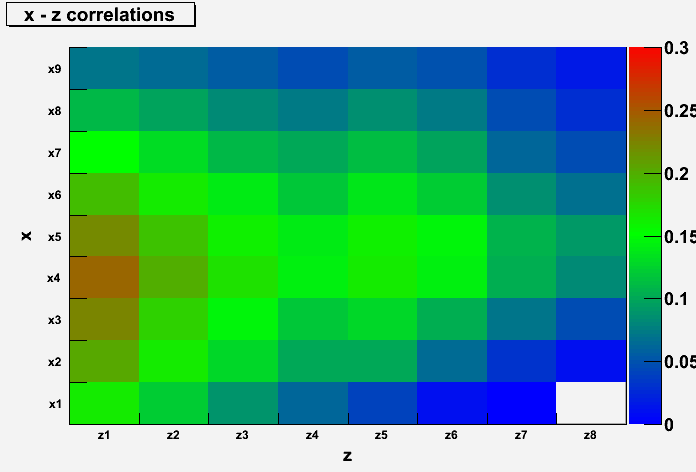 x - z correlations
x9
x8
x7
x6
x5
x4
x3
x2
x1
x
z1 z2 z3 z4 z5 z6 z7 z8
z
0.3
0.25
0.2
0.15
0.1
0.05
0